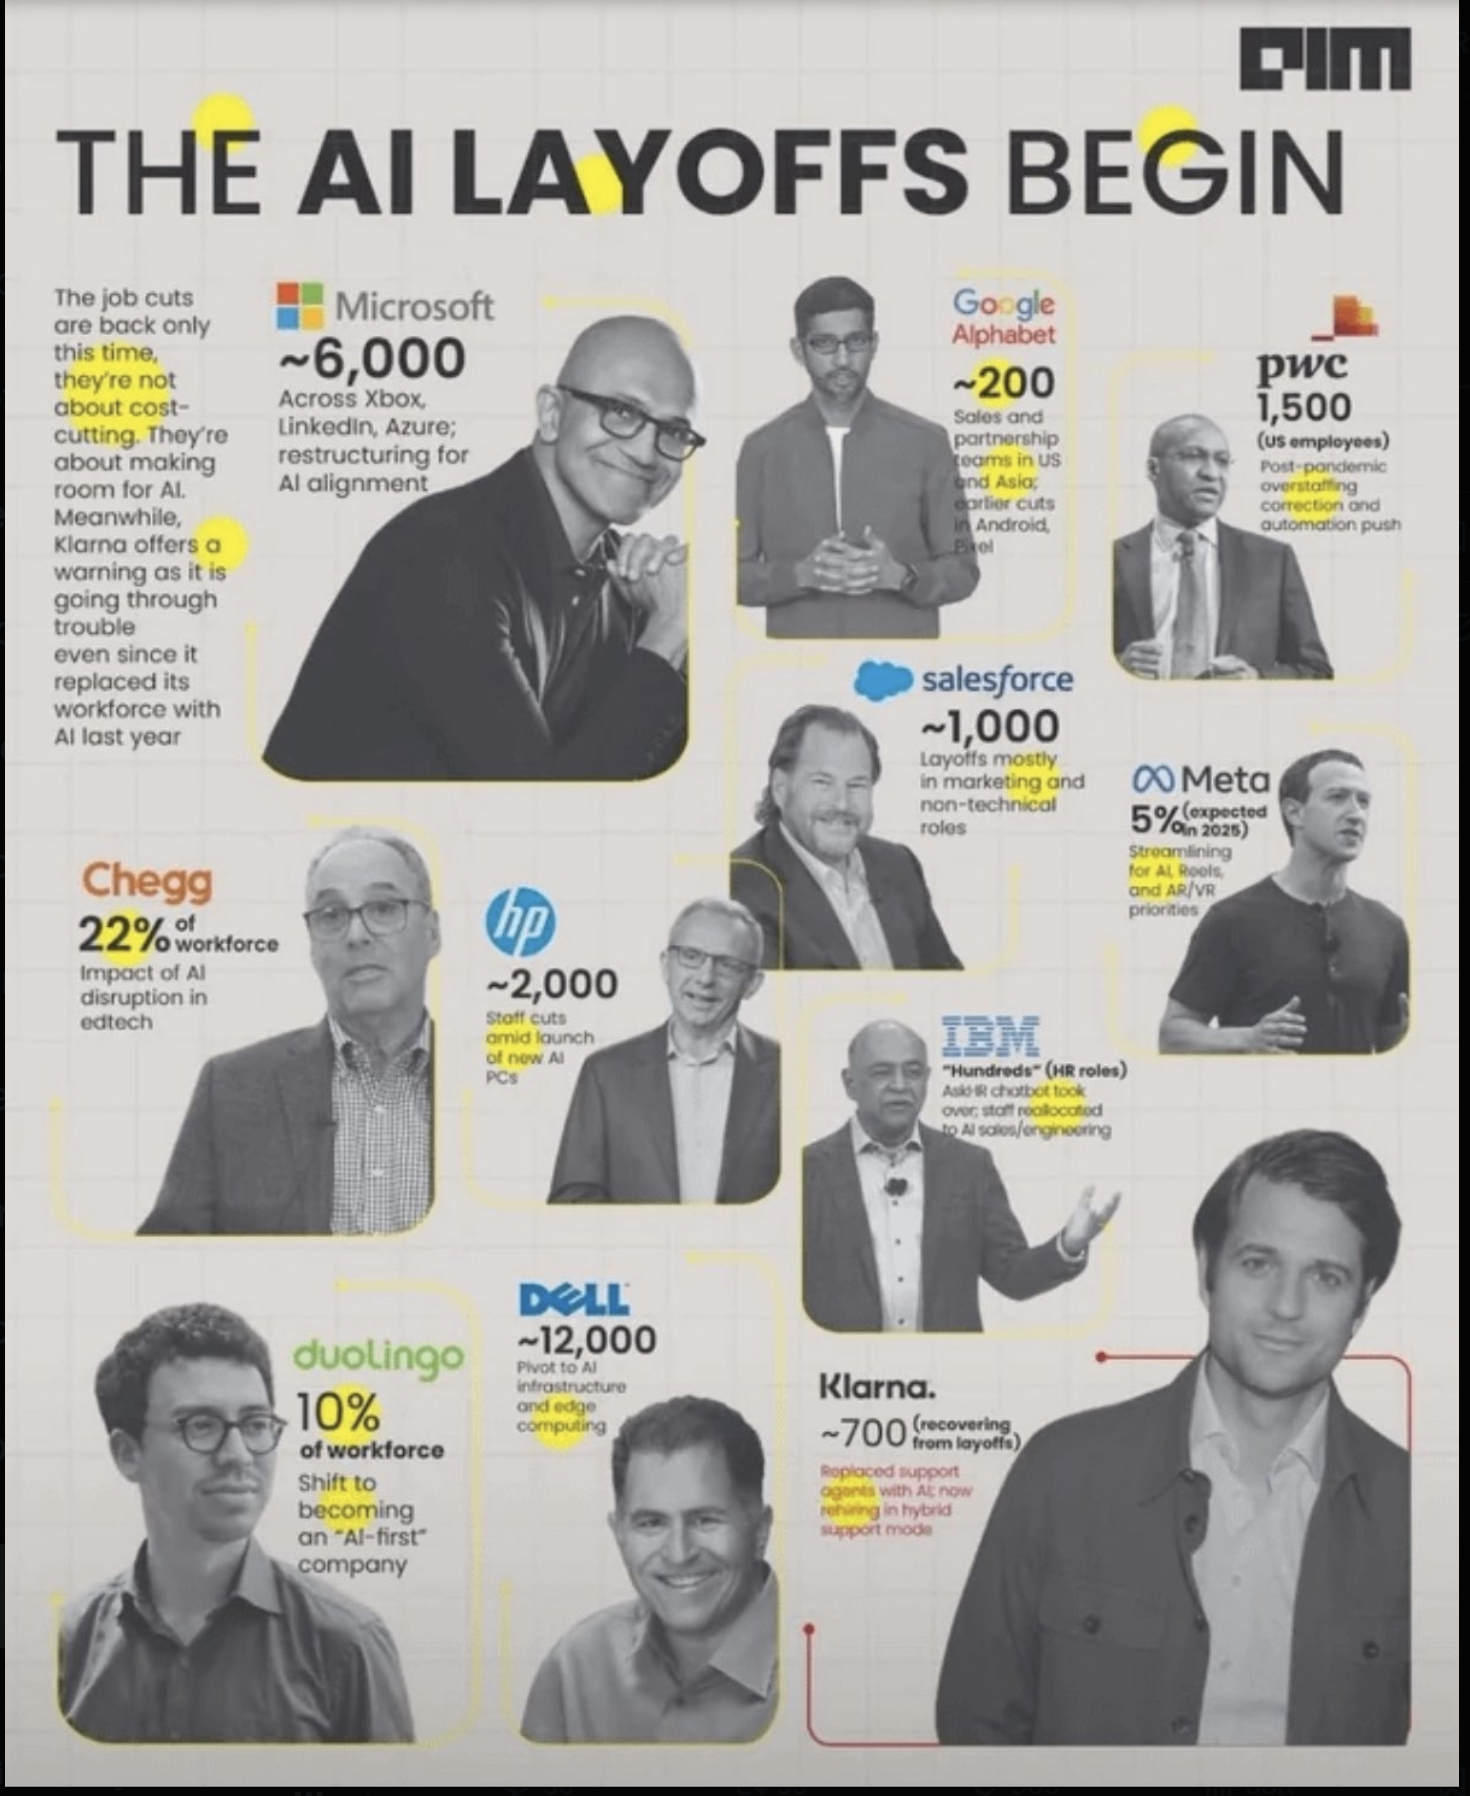 AIM
THE AI LAYOFFS BEGIN
The job cuts
are back only
this time,
they're not
about cost-
cutting. They're
about making
room for AI.
Meanwhile,
Klarna offers a
warning as it is
going through
trouble
even since it
replaced its
workforce with
AI last year
Microsoft
~6,000
Across Xbox,
LinkedIn, Azure;
restructuring for
AI alignment
Google
Alphabet
~200
Sales and
partnership
teams in US
and Asia;
earlier cuts
in Android,
Pixel
pwc
1,500
(US employees)
Post-pandemic
overstaffing
correction and
automation push
salesforce
~1,000
Layoffs mostly
in marketing and
non-technical
roles
Meta
5% (expected
in 2025)
Streamlining
for AI, Reels,
and AR/VR
priorities
Chegg
22% of
workforce
Impact of AI
disruption in
edtech
hp
~2,000
Staff cuts
amid launch
of new AI
PCs
IBM
"Hundreds" (HR roles)
AskHR chatbot took
over; staff reallocated
to AI sales/engineering
duolingo
10%
of workforce
Shift to
becoming
an "AI-first"
company
DELL
~12,000
Pivot to AI
infrastructure
and edge
computing
Klarna.
~700 (recovering
from layoffs)
Replaced support
agents with AI; now
rehiring in hybrid
support mode